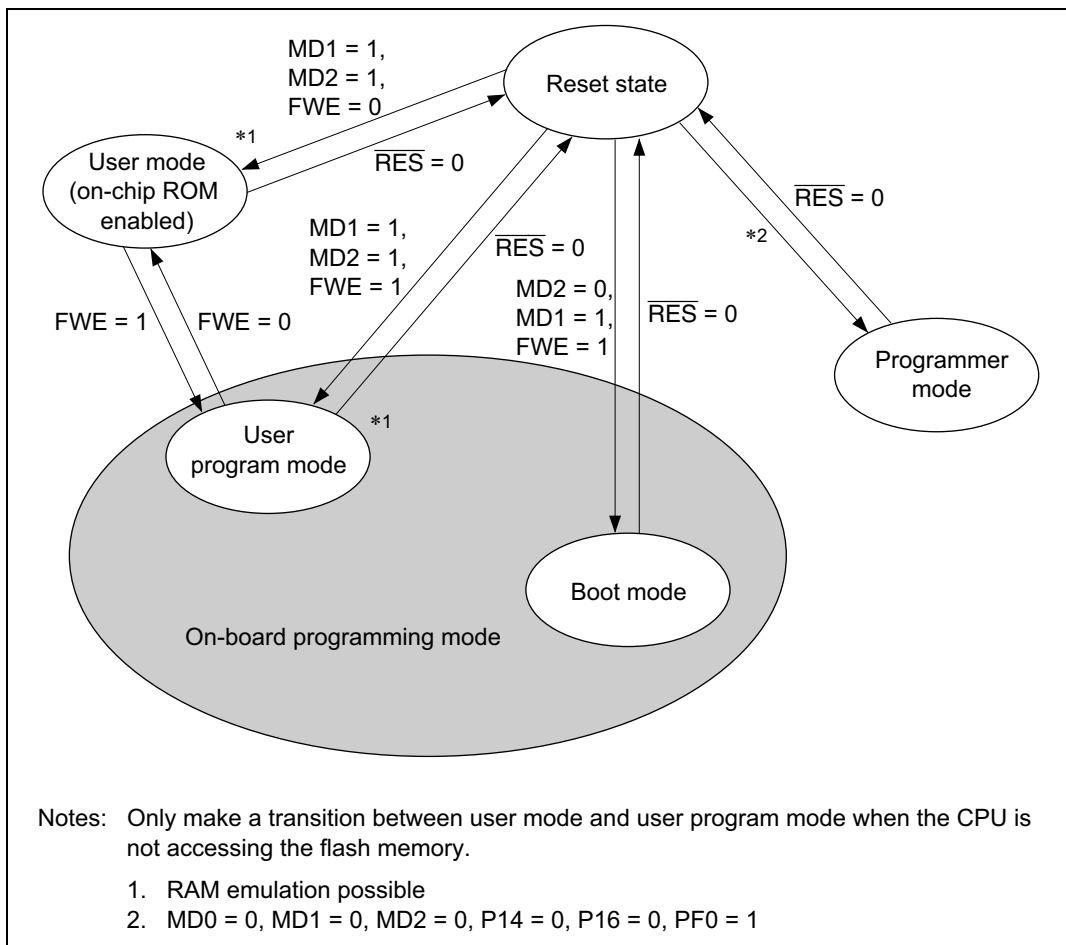 MD1 = 1,
MD2 = 1,
FWE = 0
Reset state
*1
RES = 0
User mode
(on-chip ROM
enabled)
RES = 0
*2
MD1 = 1,
MD2 = 1,
FWE = 1
RES = 0
MD2 = 0,
MD1 = 1,
FWE = 1
RES = 0
FWE = 1
FWE = 0
Programmer
mode
User
program mode
*1
Boot mode
On-board programming mode
Notes: Only make a transition between user mode and user program mode when the CPU is
not accessing the flash memory.
1. RAM emulation possible
2. MD0 = 0, MD1 = 0, MD2 = 0, P14 = 0, P16 = 0, PF0 = 1